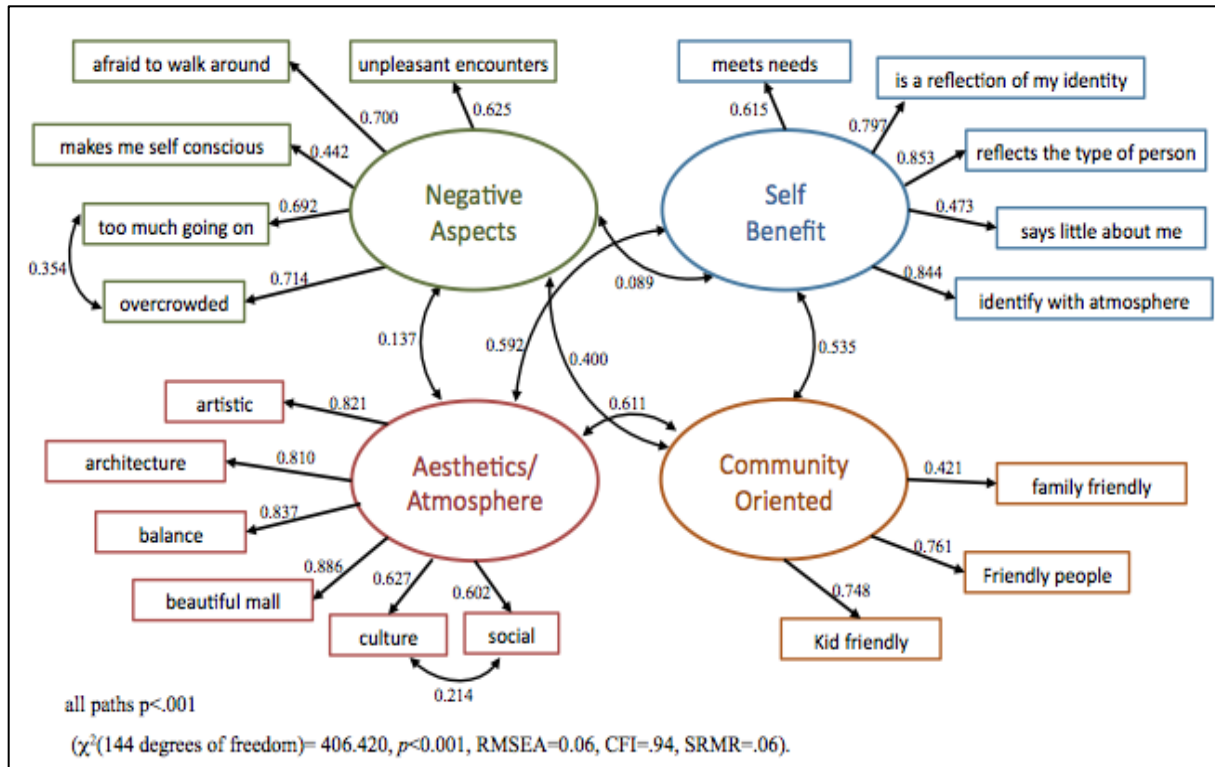 afraid to walk around
unpleasant encounters
meets needs
is a reflection of my identity
0.700
0.625
0.615
0.797
makes me self conscious
0.442
0.853
reflects the type of person
Negative
Aspects
Self
Benefit
too much going on
0.692
0.473
says little about me
0.354
overcrowded
0.714
0.089
0.844
identify with atmosphere
0.137
0.592
0.400
0.535
artistic
0.821
0.611
architecture
0.810
Aesthetics/
Atmosphere
Community
Oriented
0.421
family friendly
balance
0.837
0.761
Friendly people
beautiful mall
0.886
0.627
0.602
0.748
culture
social
Kid friendly
0.214
all paths p<.001
(χ²(144 degrees of freedom)= 406.420, p<0.001, RMSEA=0.06, CFI=.94, SRMR=.06).